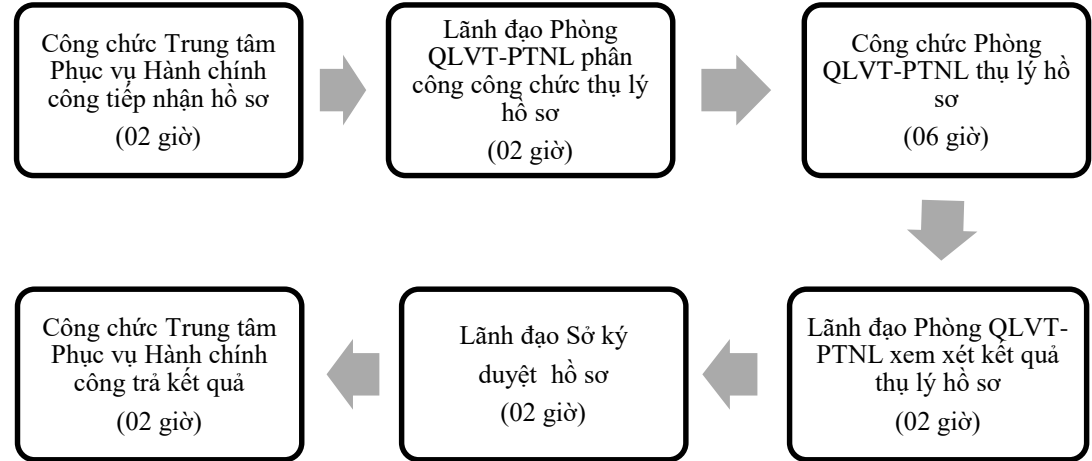 Công chức Trung tâm
Phục vụ Hành chính
công tiếp nhận hồ sơ
(02 giờ)
Lãnh đạo Phòng
QLVT-PTNL phân
công công chức thụ lý
hồ sơ
(02 giờ)
Công chức Phòng
QLVT-PTNL thụ lý hồ
sơ
(06 giờ)
Lãnh đạo Phòng QLVT-
PTNL xem xét kết quả
thụ lý hồ sơ
(02 giờ)
Lãnh đạo Sở ký
duyệt hồ sơ
(02 giờ)
Công chức Trung tâm
Phục vụ Hành chính
công trả kết quả
(02 giờ)